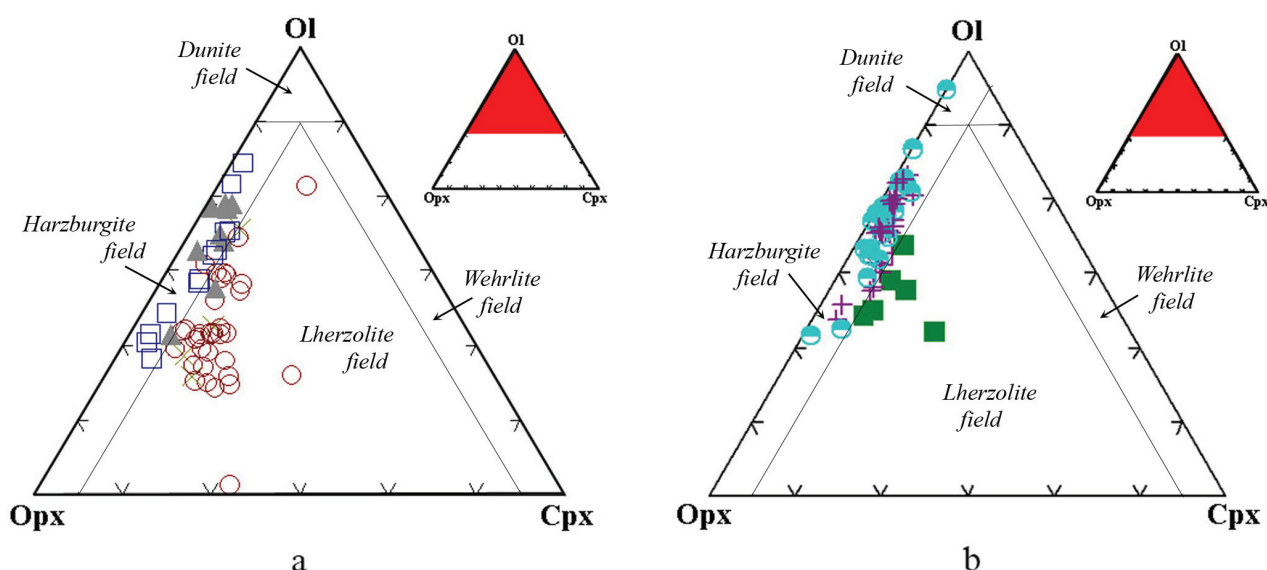 Ol
Dunite
field
Ol
Opx
Cpx
Harzburgite
field
Wehrlite
field
Lherzolite
field
Opx
Cpx
a
Ol
Dunite
field
Ol
Opx
Cpx
Harzburgite
field
Wehrlite
field
Lherzolite
field
Opx
Cpx
b